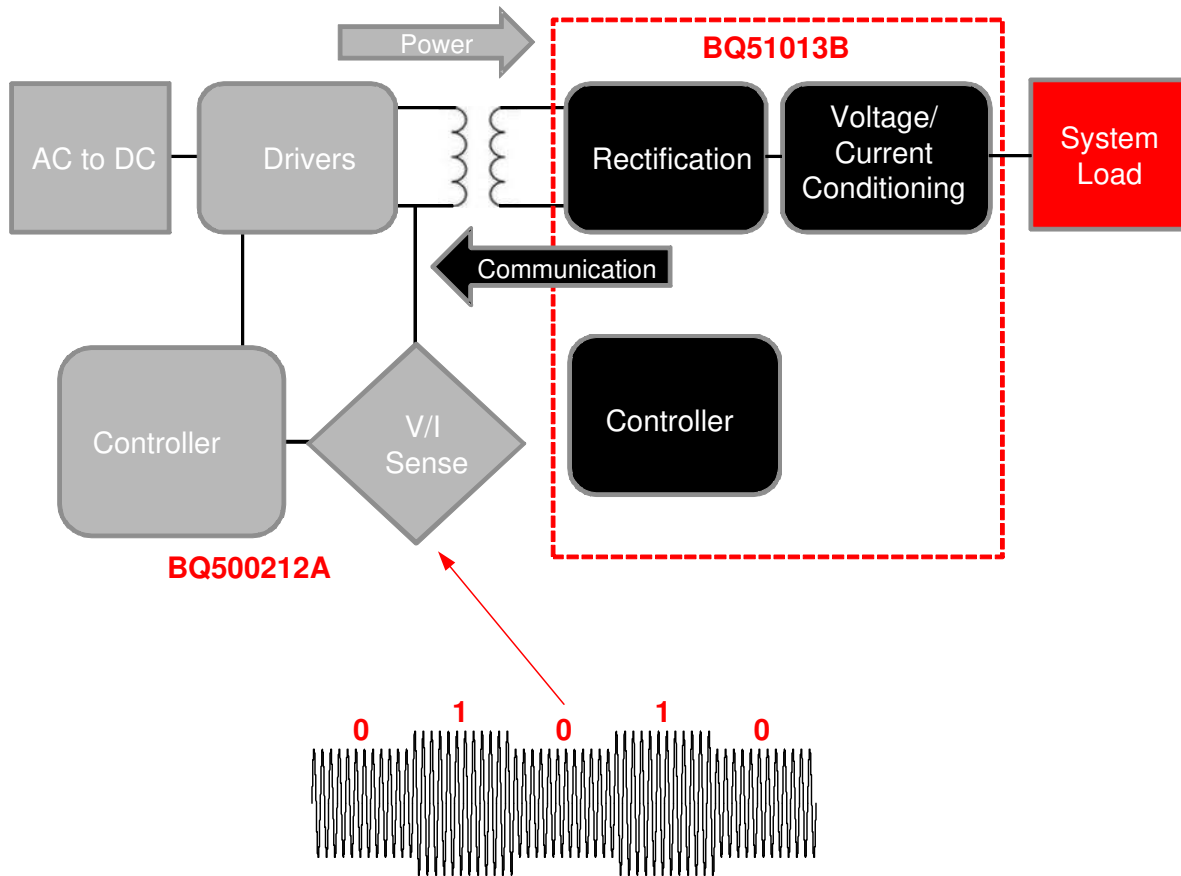 Power
BQ51013B
AC to DC
Drivers
Rectification
Voltage/
Current
Conditioning
System
Load
Communication
Controller
V/I
Sense
Controller
BQ500212A
0
1
0
1
0